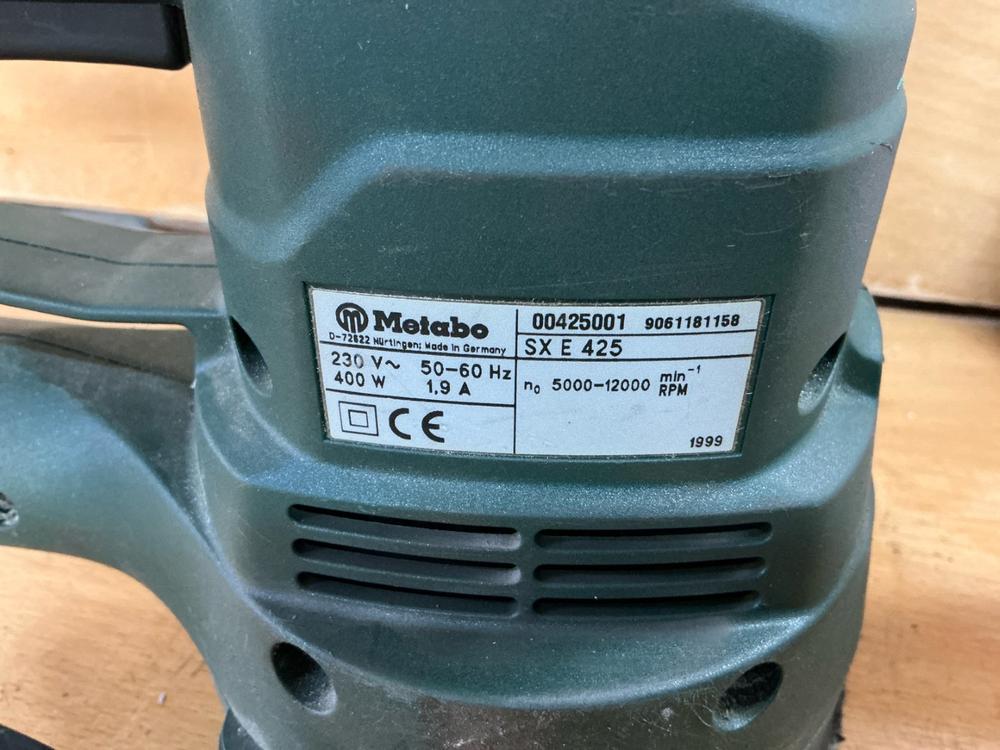 Metabo
D-72622 Nürtingen; Made in Germany
230 V~ 50-60 Hz
400 W 1,9 A
CE
00425001 9061181158
SX E 425
n₀ 5000-12000 min⁻¹
RPM
1999